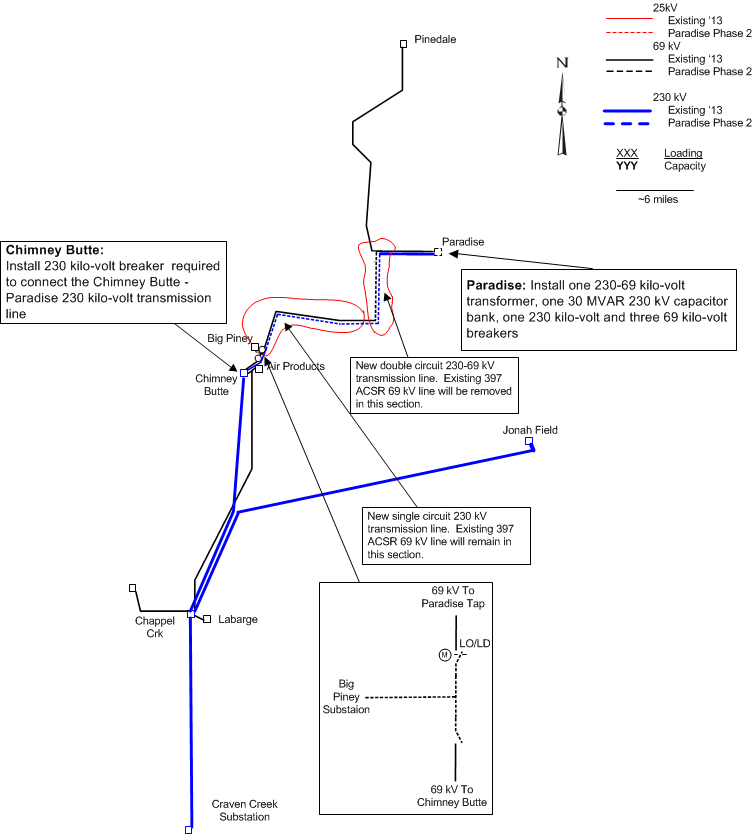 25kV
Existing ‘13
Paradise Phase 2
69 kV
Existing ‘13
Paradise Phase 2
230 kV
Existing ‘13
Paradise Phase 2
XXX Loading
YYY Capacity
~6 miles
N
Pinedale
Paradise
Chimney Butte:
Install 230 kilo-volt breaker required
to connect the Chimney Butte -
Paradise 230 kilo-volt transmission
line
Paradise: Install one 230-69 kilo-volt
transformer, one 30 MVAR 230 kV capacitor
bank, one 230 kilo-volt and three 69 kilo-volt
breakers
Big Piney
Air Products
Chimney
Butte
New double circuit 230-69 kV
transmission line. Existing 397
ACSR 69 kV line will be removed
in this section.
Jonah Field
New single circuit 230 kV
transmission line. Existing 397
ACSR 69 kV line will remain in
this section.
Chappel
Crk
Labarge
69 kV To
Paradise Tap
LO/LD
M
Big
Piney
Substaion
69 kV To
Chimney Butte
Craven Creek
Substation